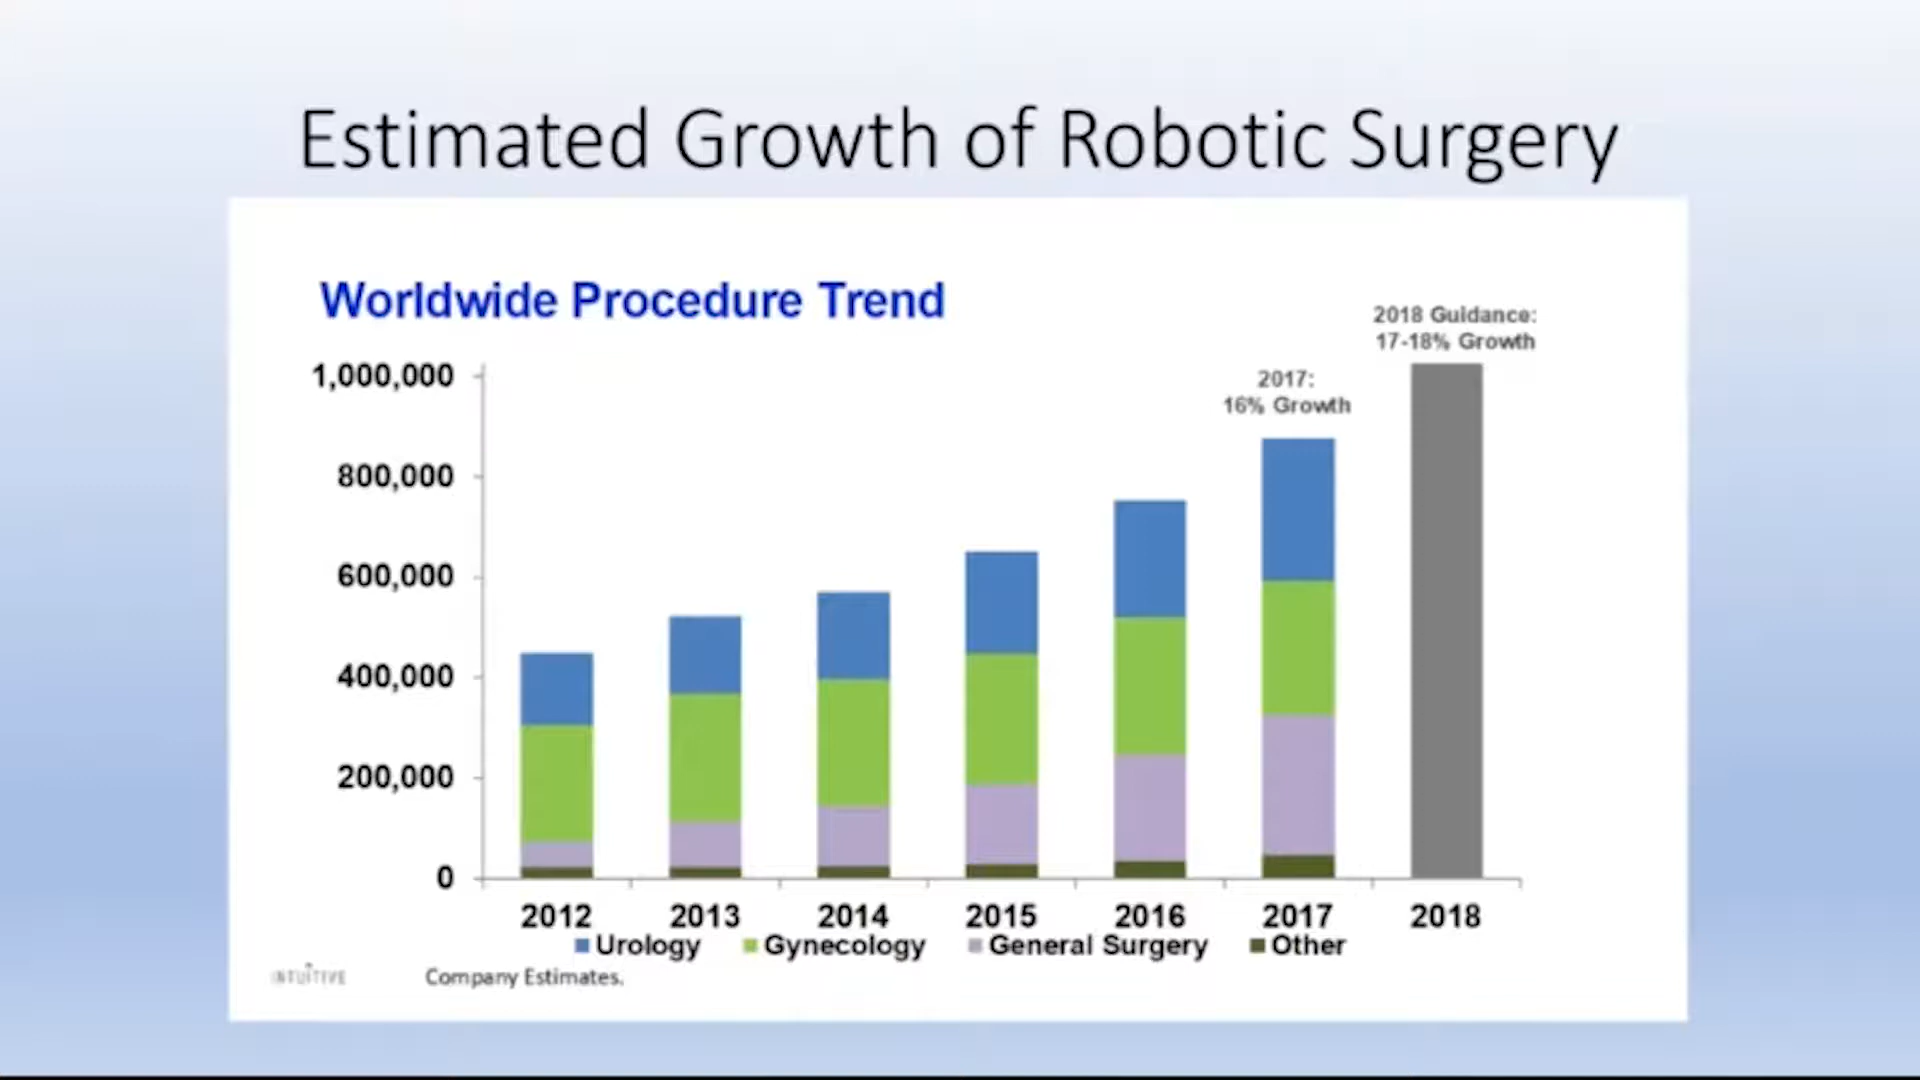 Estimated Growth of Robotic Surgery
Worldwide Procedure Trend
2018 Guidance:
17-18% Growth
2017:
16% Growth
1,000,000
800,000
600,000
400,000
200,000
0
2012 2013 2014 2015 2016 2017 2018
Urology Gynecology General Surgery Other
INTUITIVE Company Estimates.